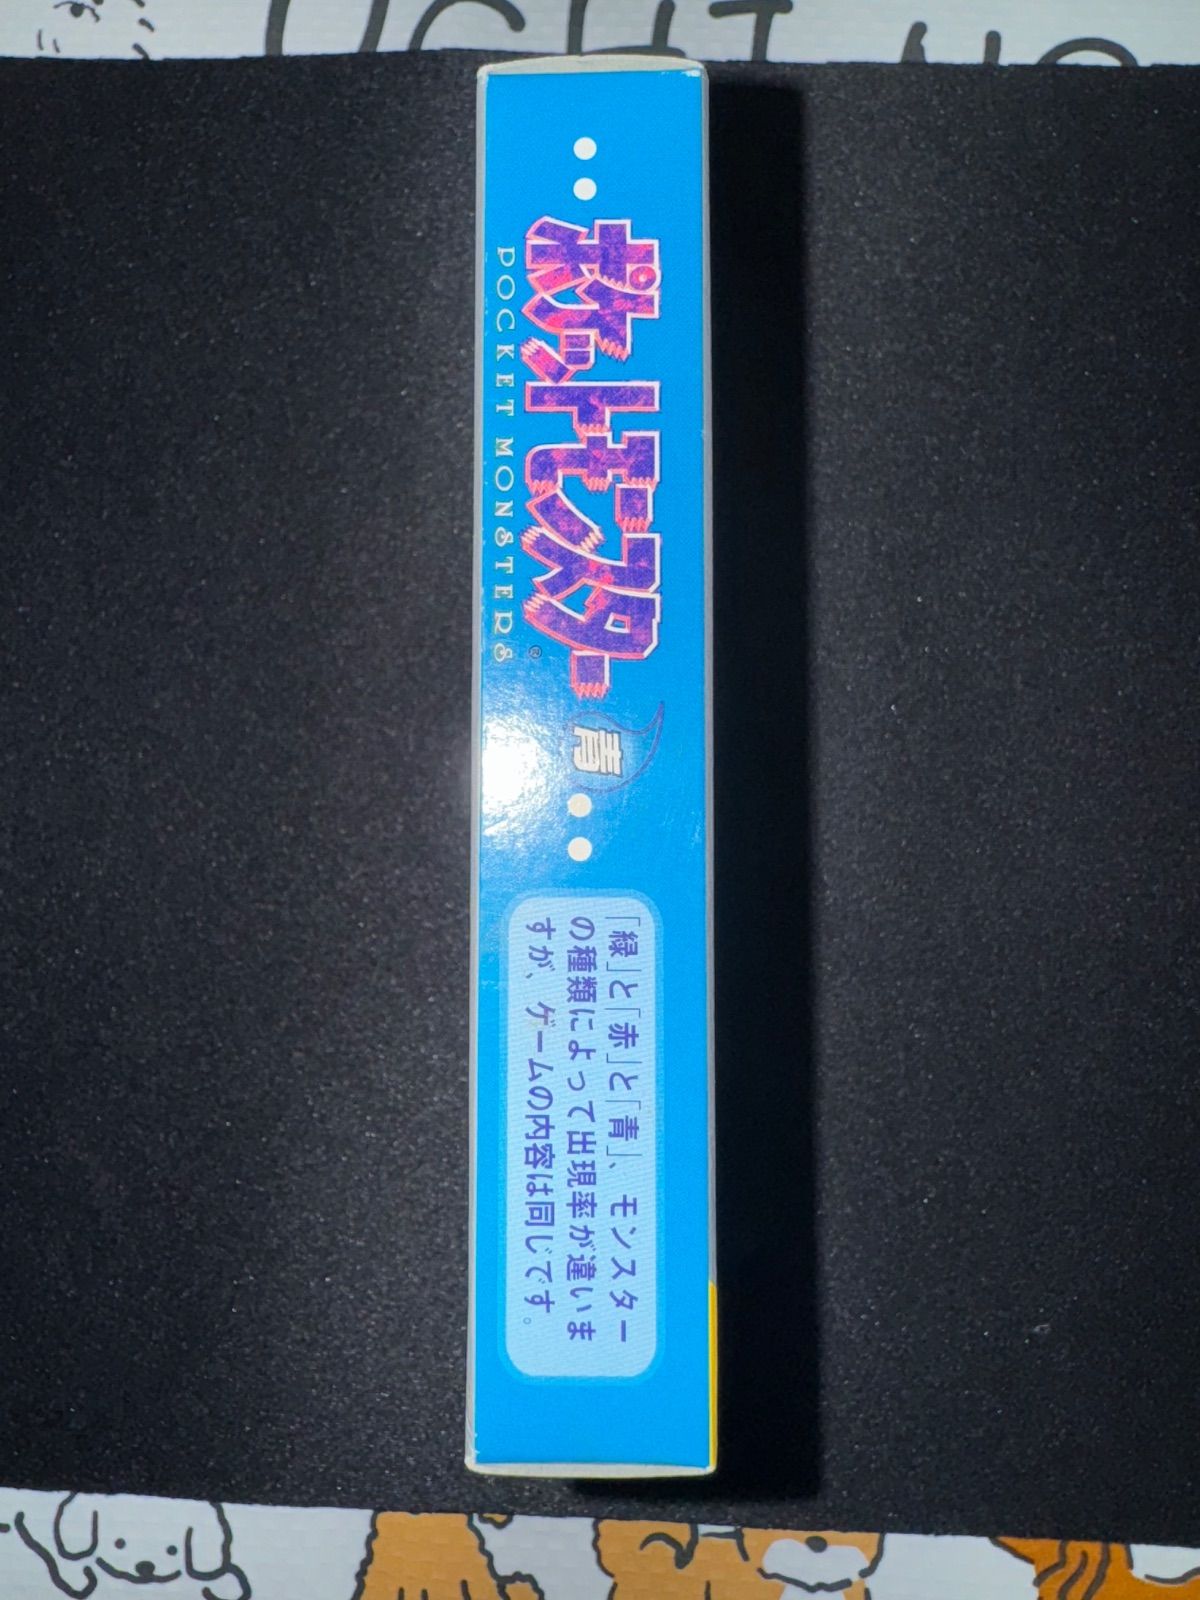 UCHI NO
ポケットモンスター
POCKET MONSTERS®
青
「緑」と「赤」と「青」、モンスター
の種類によって出現率が違いま
すが、ゲームの内容は同じです。